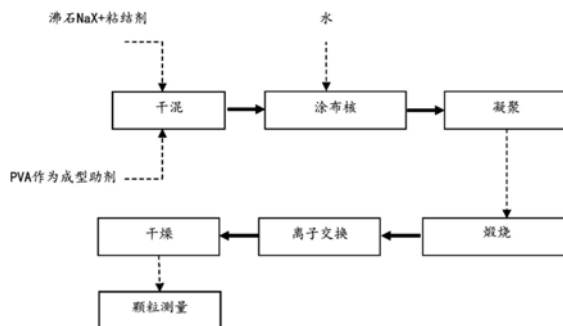 沸石NaX+粘结剂
水
干混
涂布核
凝聚
PVA作为成型助剂
干燥
离子交换
煅烧
颗粒测量